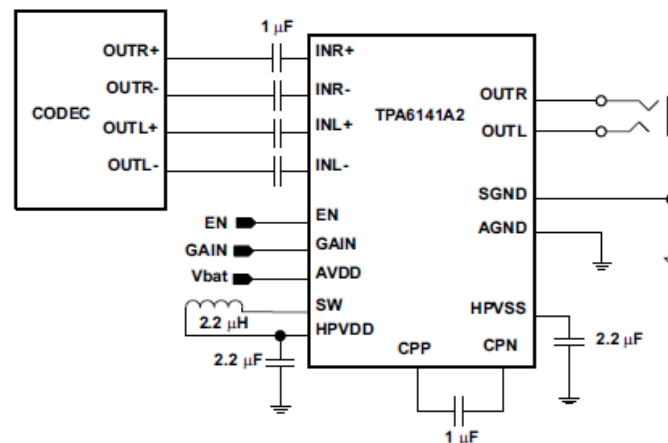 1 μF
OUTR+
OUTR-
CODEC
OUTL+
OUTL-
INR+
INR-
INL+
INL-
TPA6141A2
OUTR
OUTL
SGND
AGND
EN
EN
GAIN
GAIN
Vbat
AVDD
SW
2.2 μH
HPVDD
2.2 μF
HPVSS
2.2 μF
CPP
CPN
1 μF